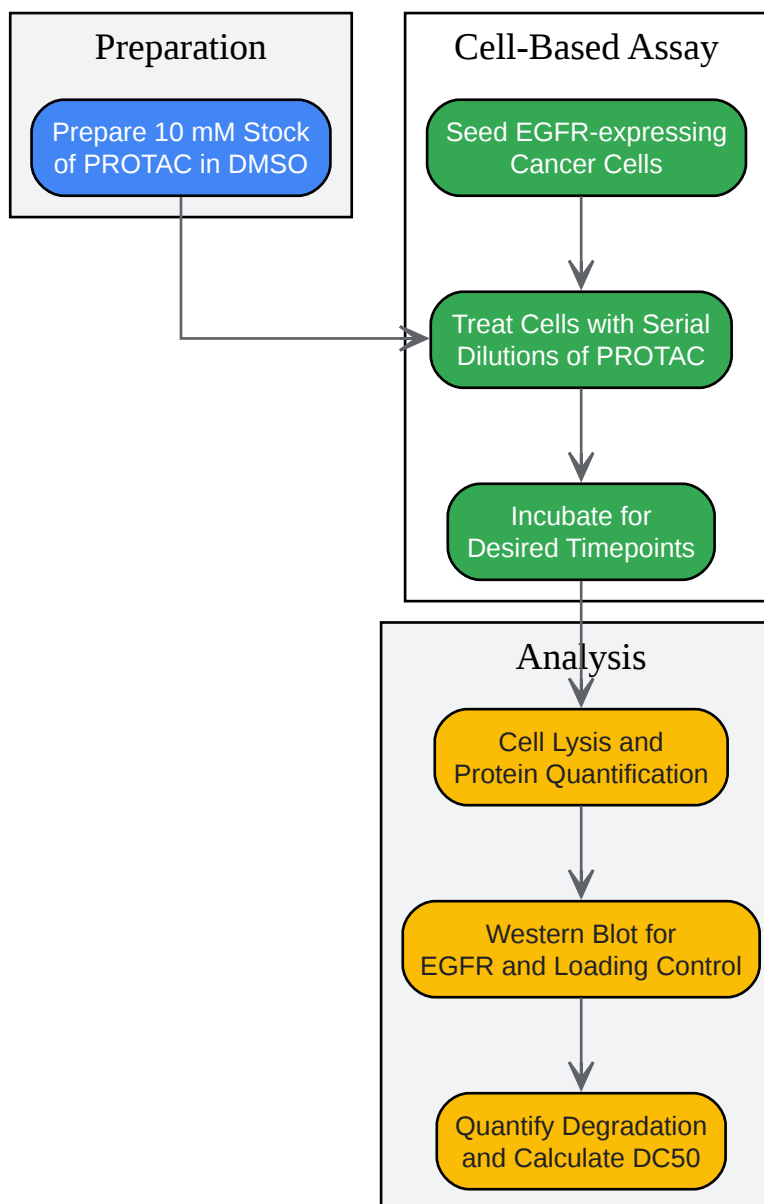 Preparation
Prepare 10 mM Stock
of PROTAC in DMSO
Cell-Based Assay
Seed EGFR-expressing
Cancer Cells
Treat Cells with Serial
Dilutions of PROTAC
Incubate for
Desired Timepoints
Analysis
Cell Lysis and
Protein Quantification
Western Blot for
EGFR and Loading Control
Quantify Degradation
and Calculate DC50